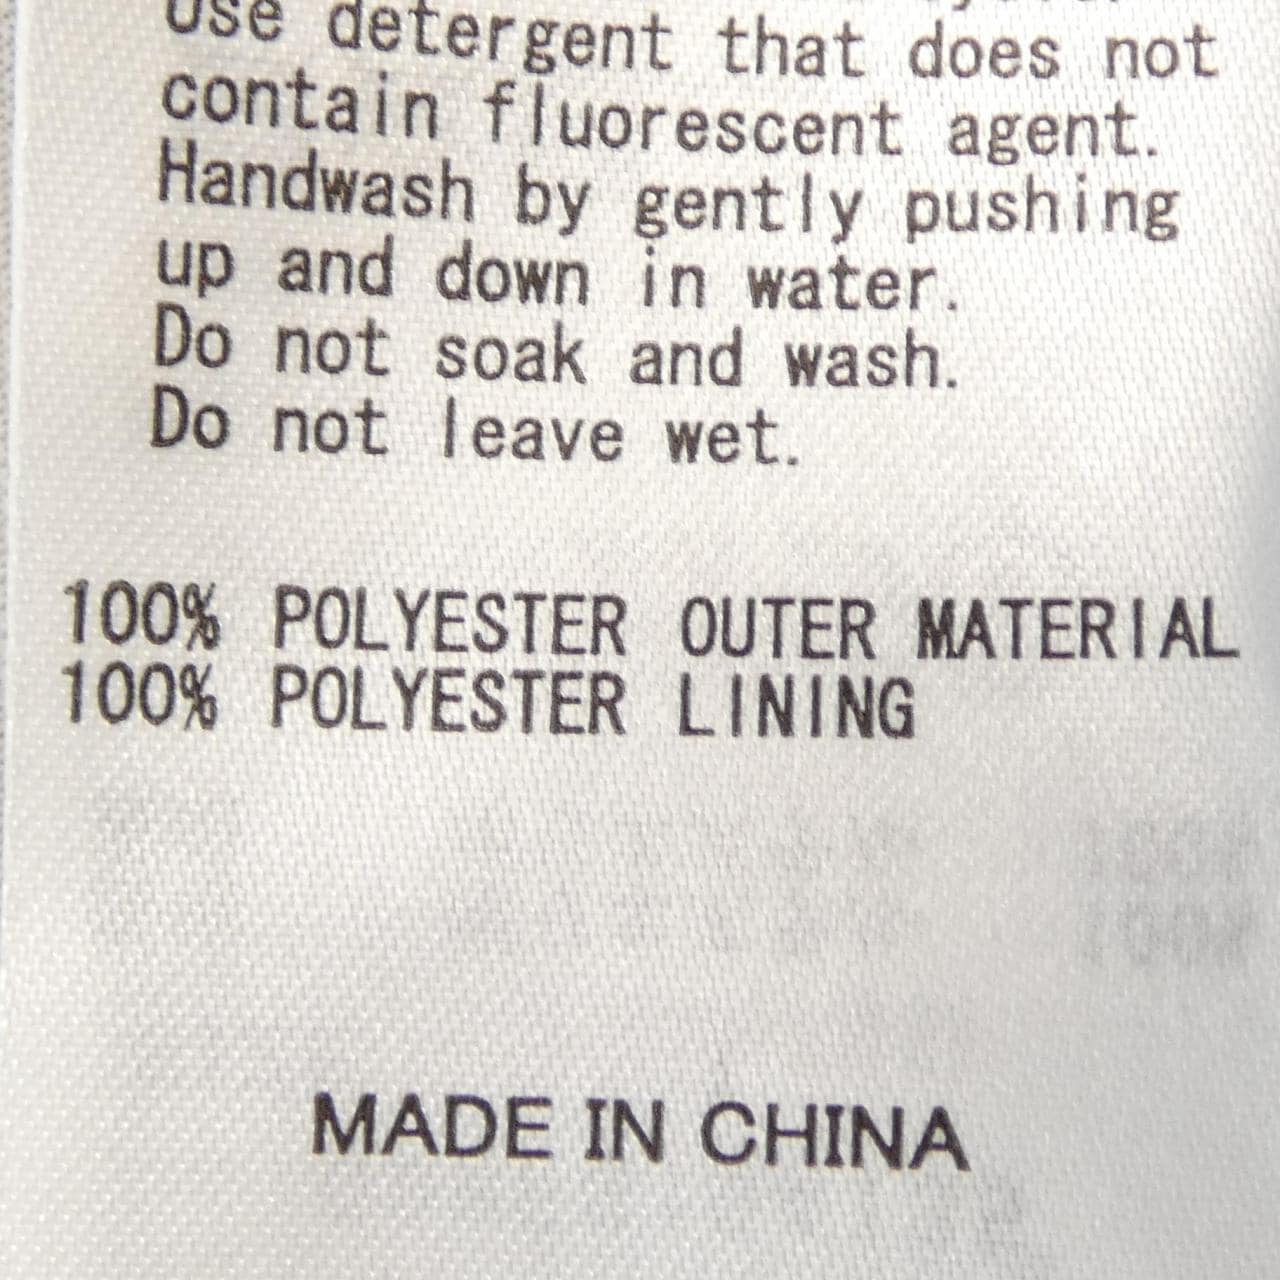 Use detergent that does not
contain fluorescent agent.
Handwash by gently pushing
up and down in water.
Do not soak and wash.
Do not leave wet.
100% POLYESTER OUTER MATERIAL
100% POLYESTER LINING
MADE IN CHINA